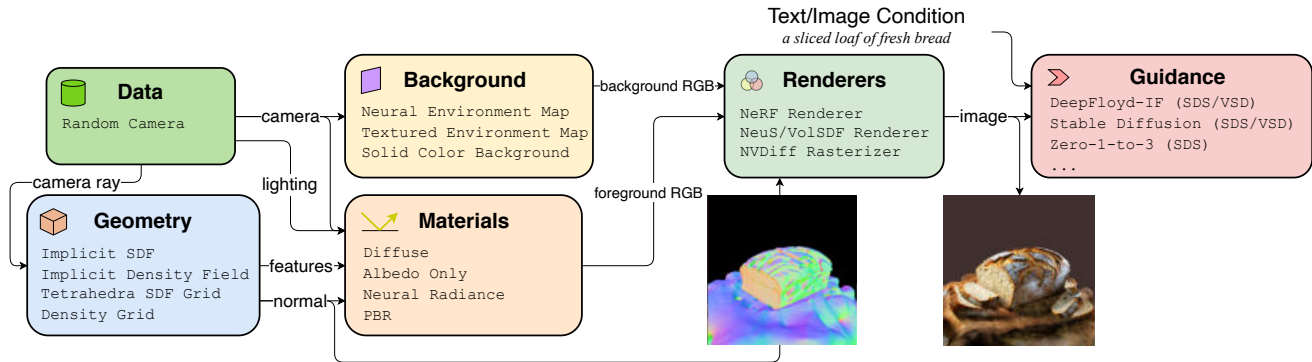 Text/Image Condition
a sliced loaf of fresh bread
Data
Random Camera
camera
lighting
camera ray
Background
Neural Environment Map
Textured Environment Map
Solid Color Background
background RGB
Renderers
NeRF Renderer
NeuS/VolSDF Renderer
NVDiff Rasterizer
image
Guidance
DeepFloyd-IF (SDS/VSD)
Stable Diffusion (SDS/VSD)
Zero-1-to-3 (SDS)
...
Geometry
Implicit SDF
Implicit Density Field
Tetrahedra SDF Grid
Density Grid
features
normal
Materials
Diffuse
Albedo Only
Neural Radiance
PBR
foreground RGB